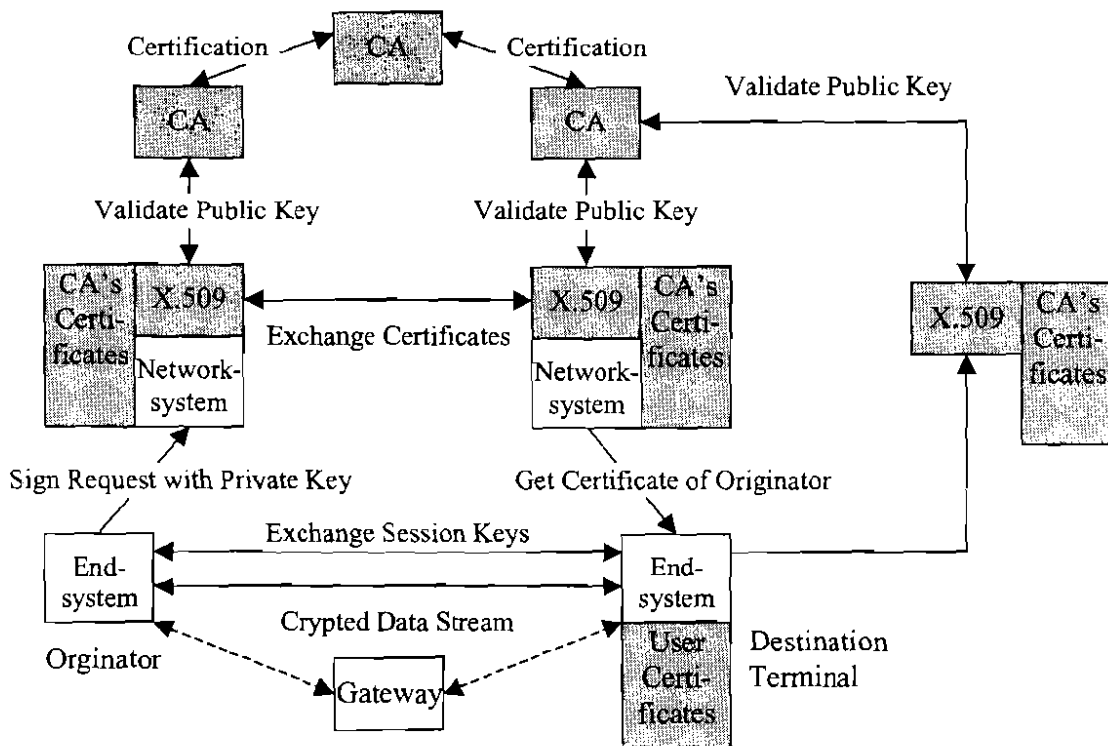 CA
Certification
Certification
CA
CA
Validate Public Key
Validate Public Key
Validate Public Key
CA's
Certi-
ficates
X.509
Network-
system
Exchange Certificates
X.509
Network-
system
CA's
Certi-
ficates
X.509
CA's
Certi-
ficates
Sign Request with Private Key
Get Certificate of Originator
Exchange Session Keys
End-
system
End-
system
Crypted Data Stream
Orginator
Gateway
User
Certi-
ficates
Destination
Terminal